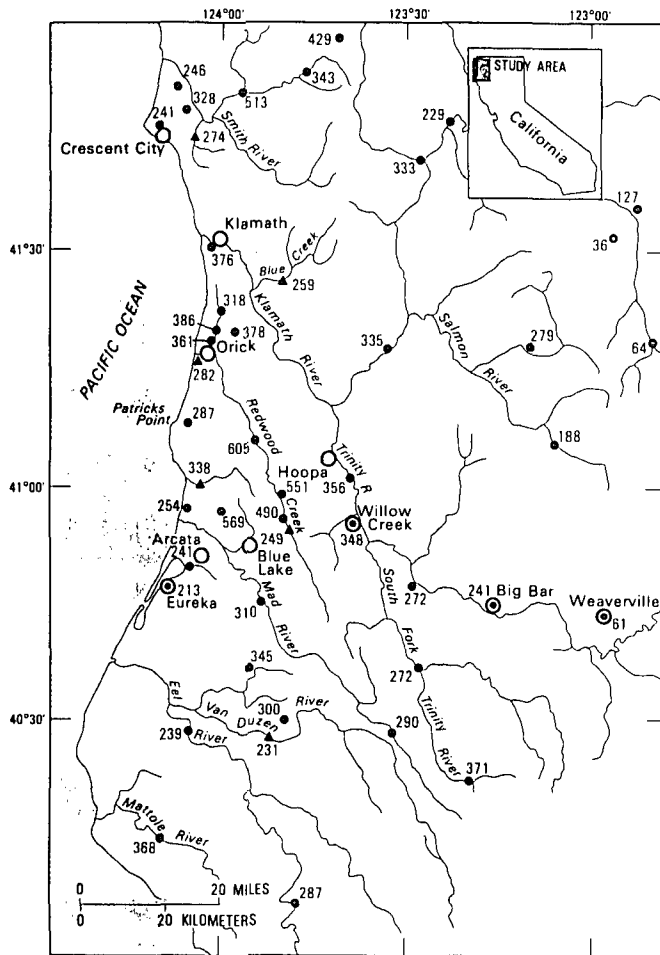 124°00'
123°30'
123°00'
429
246
343
STUDY AREA
328
513
241
274
229
Crescent City
Smith River
California
333
127
Klamath
36
41°30'
376
Blue Creek
259
318
Klamath River
Salmon River
386
378
361
335
279
64
Orick
282
PACIFIC OCEAN
Patricks Point
287
Redwood Creek
605
188
Hoopa
Trinity R
338
551
356
41°00'
254
569
490
Willow Creek
249
348
Arcata
241
Blue Lake
213
Eureka
272
241 Big Bar
Weaverville
61
310
Mad River
South Fork Trinity River
345
272
Eel River
300
Van Duzen River
290
40°30'
239
231
371
Mattole River
368
0 20 MILES
0 20 KILOMETERS
287